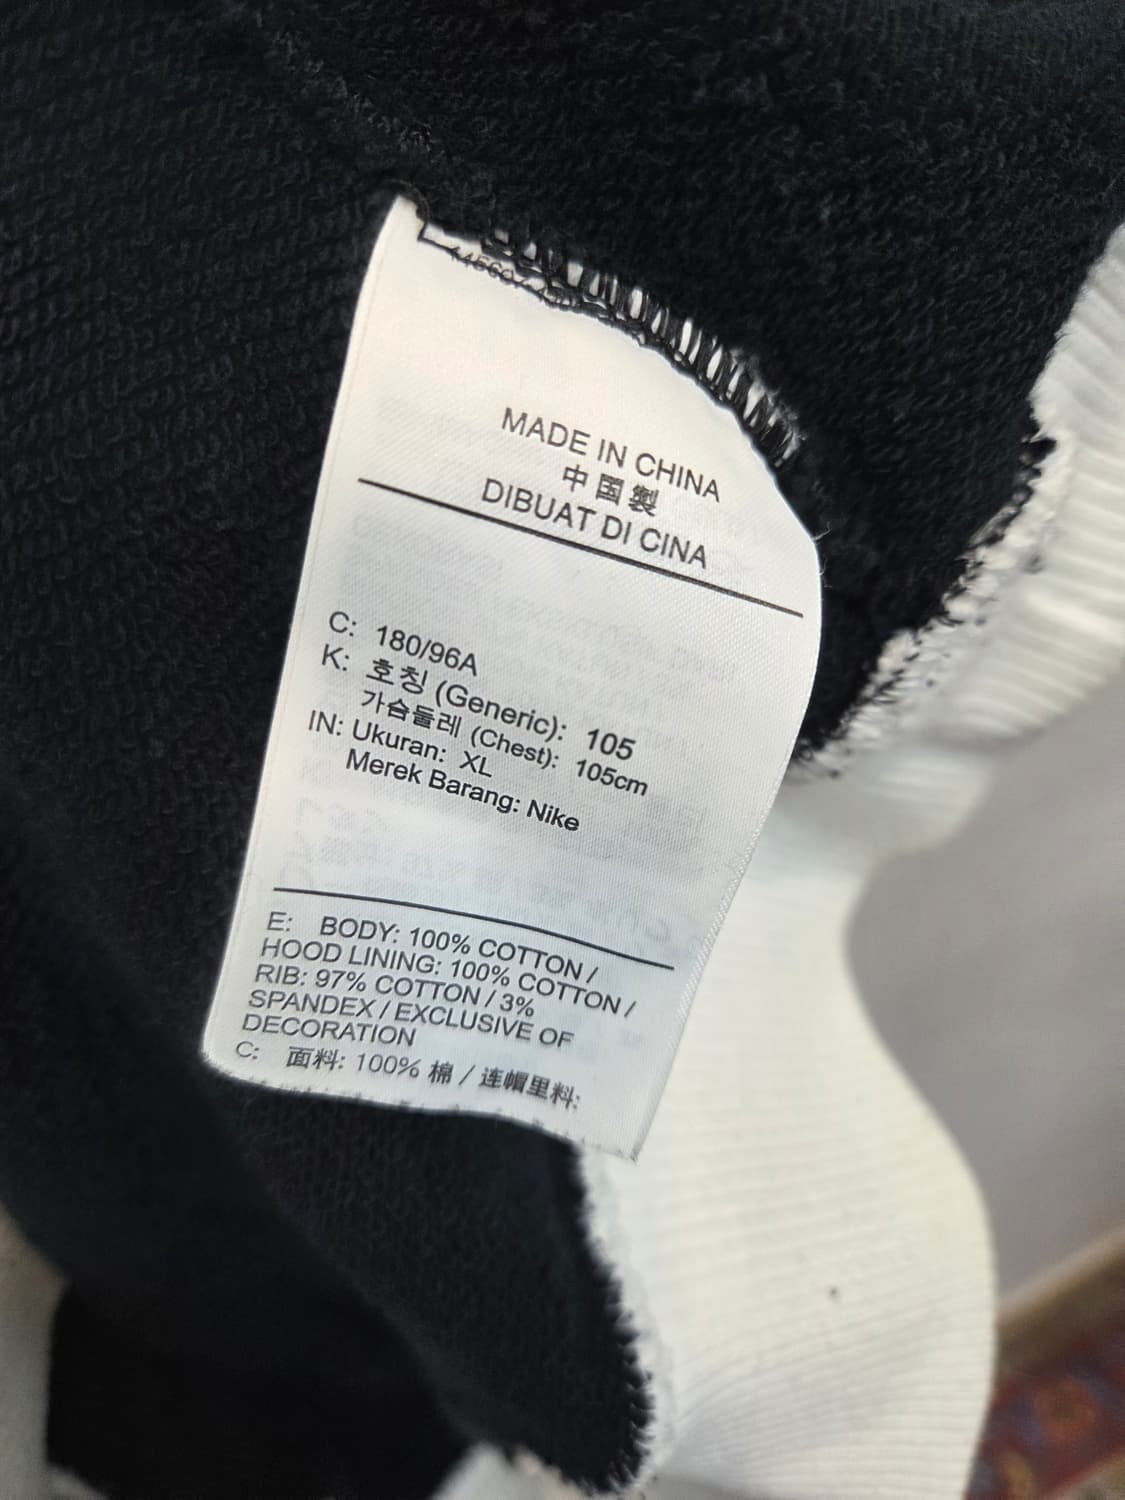 MADE IN CHINA
中国製
DIBUAT DI CINA
C: 180/96A
K: 호칭 (Generic): 105
가슴둘레 (Chest): 105cm
IN: Ukuran: XL
Merek Barang: Nike
E: BODY: 100% COTTON /
HOOD LINING: 100% COTTON /
RIB: 97% COTTON / 3%
SPANDEX / EXCLUSIVE OF
DECORATION
C: 面料: 100% 棉 / 连帽里料: